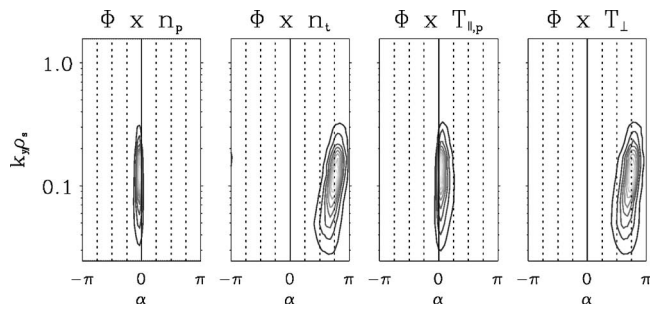 Φ x n_p Φ x n_t Φ x T_∥,p Φ x T_⊥
1.0
k_yρ_s
0.1
−π 0 π −π 0 π −π 0 π −π 0 π
α α α α